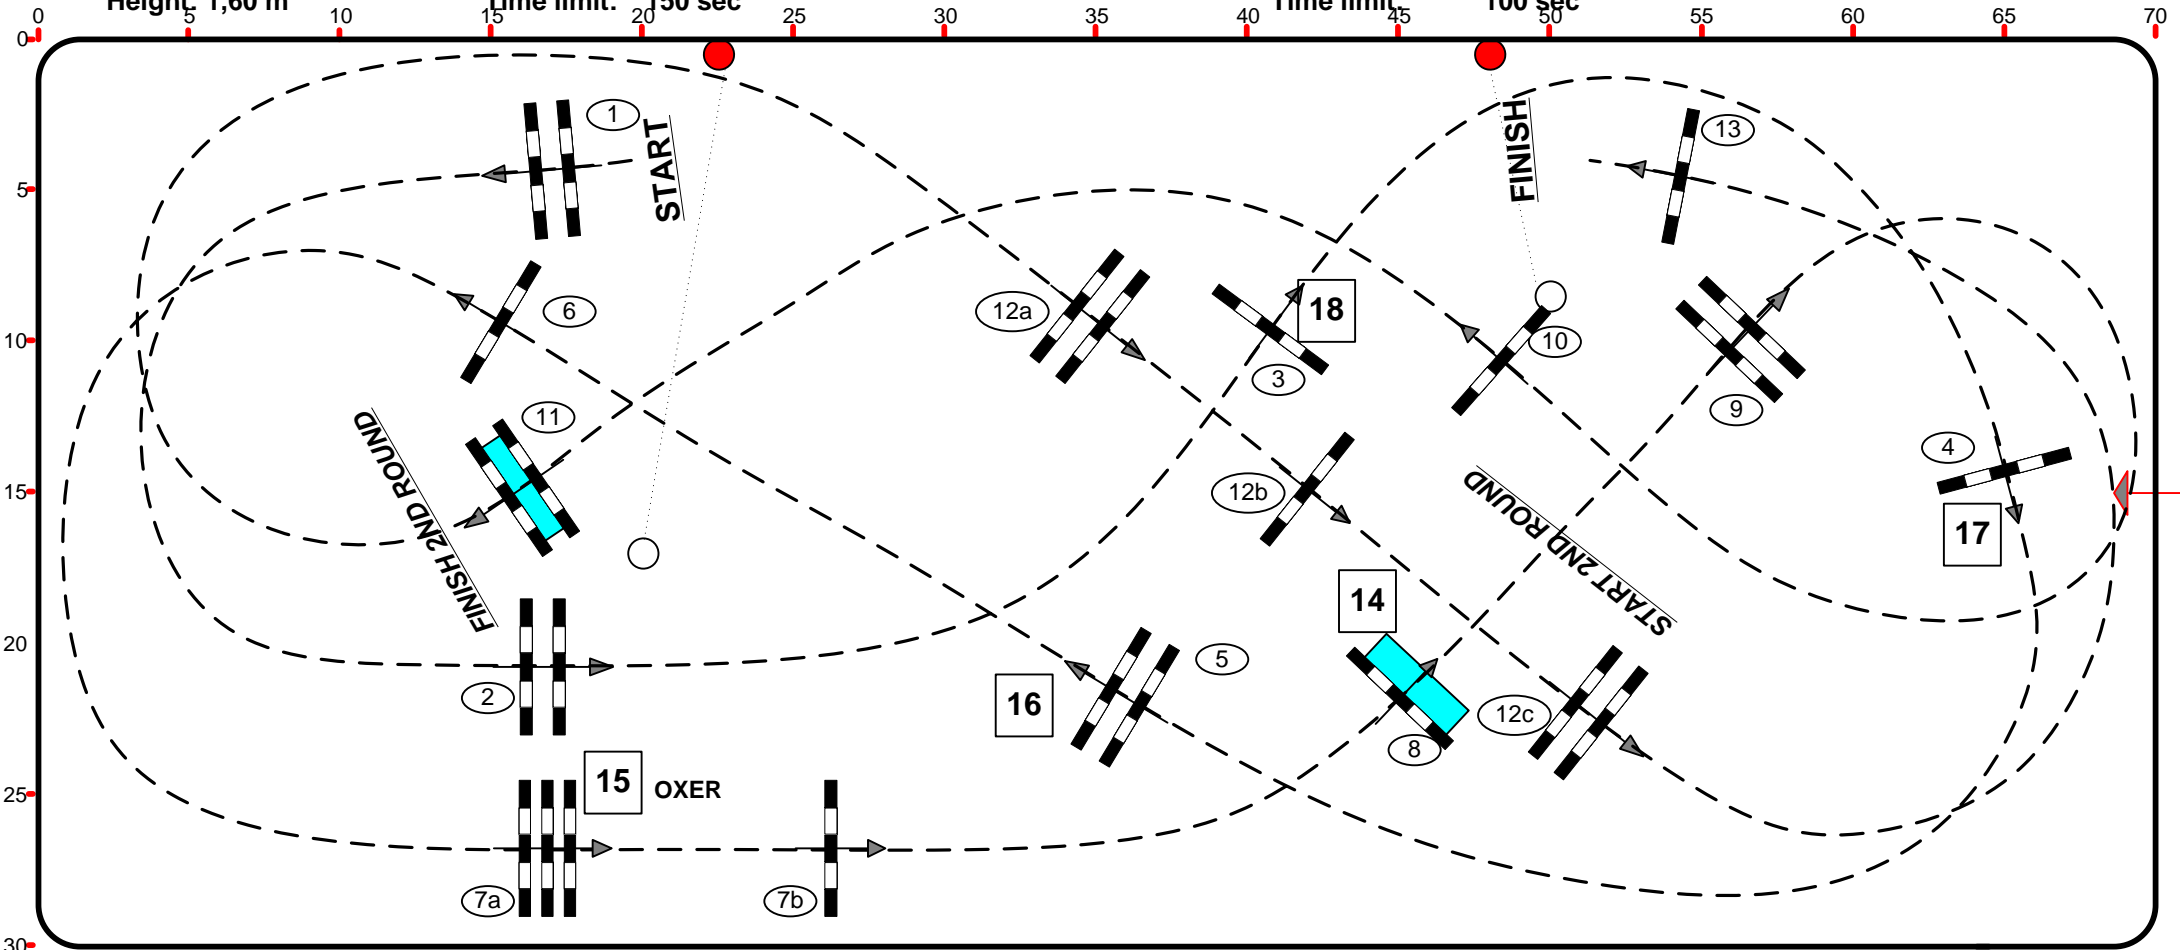 Height: 1,60 m Time limit: 150 sec Time limit: 100 sec
0 5 10 15 20 25 30 35 40 45 50 55 60 65 70
0
5
10
15
20
25
30
1
START
FINISH
13
6
12a
18
3
10
9
11
4
FINISH 2ND ROUND
12b
START 2ND ROUND
17
14
5
16
2
12c
8
15 OXER
7a
7b